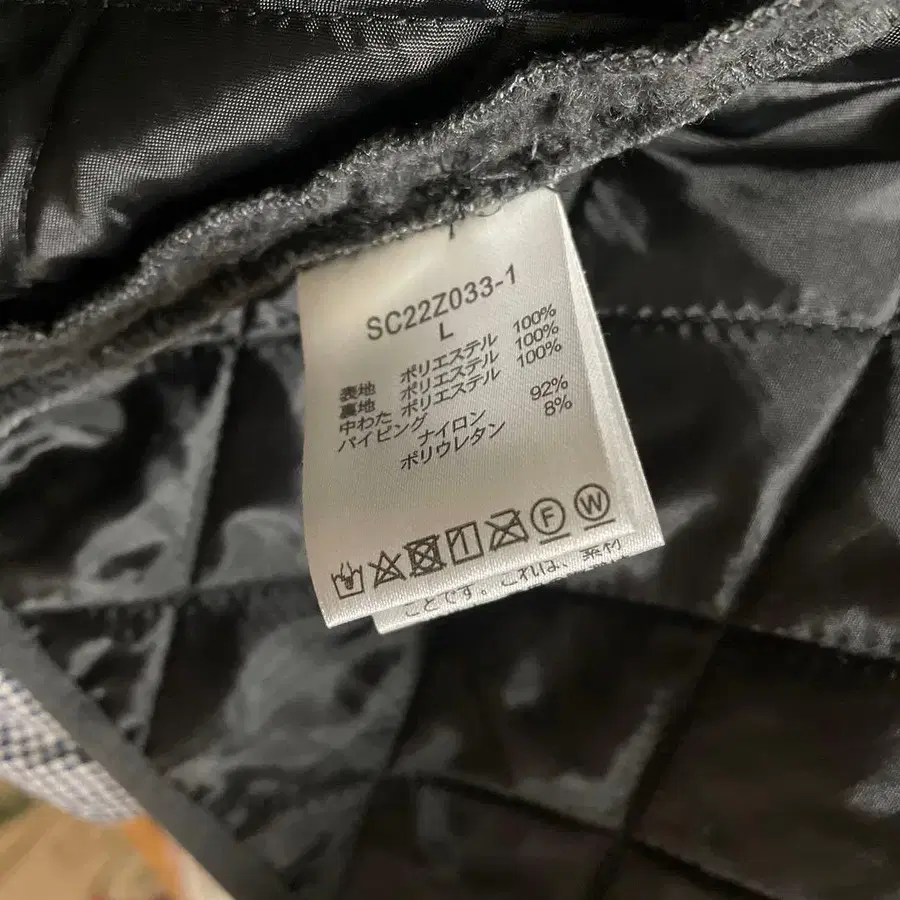 SC22Z033-1
L
表地 ポリエステル 100%
裏地 ポリエステル 100%
中わた ポリエステル 100%
パイピング ナイロン 92%
ポリウレタン 8%
F W
ことです。これは、素材